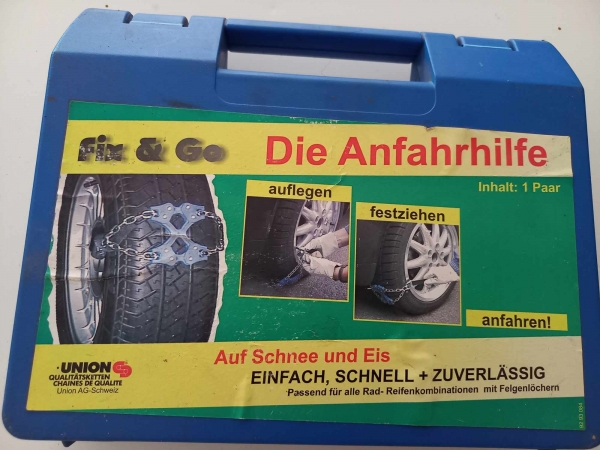 Fix & Go
Die Anfahrhilfe
Inhalt: 1 Paar
auflegen
festziehen
anfahren!
UNION
QUALITÄTSKETTEN
CHAINES DE QUALITE
Union AG-Schweiz
Auf Schnee und Eis
EINFACH, SCHNELL + ZUVERLÄSSIG
Passend für alle Rad- Reifenkombinationen mit Felgenlöchern